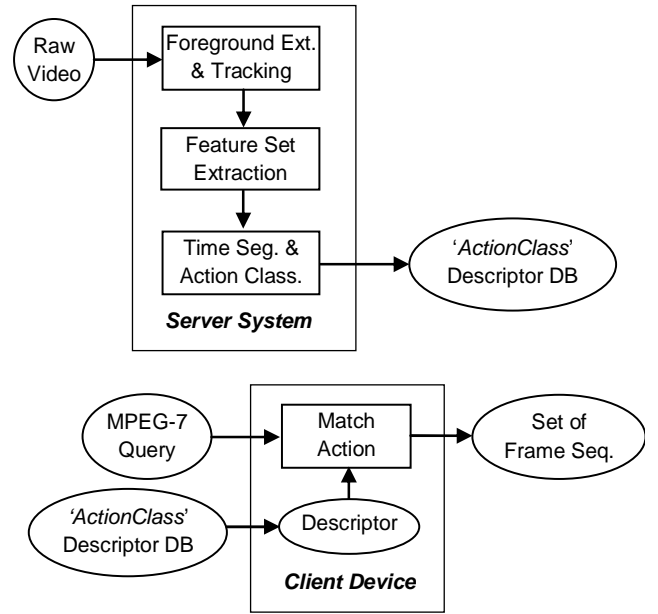 Raw
Video
Foreground Ext.
& Tracking
Feature Set
Extraction
Time Seg. &
Action Class.
'ActionClass'
Descriptor DB
Server System
MPEG-7
Query
Match
Action
Set of
Frame Seq.
'ActionClass'
Descriptor DB
Descriptor
Client Device